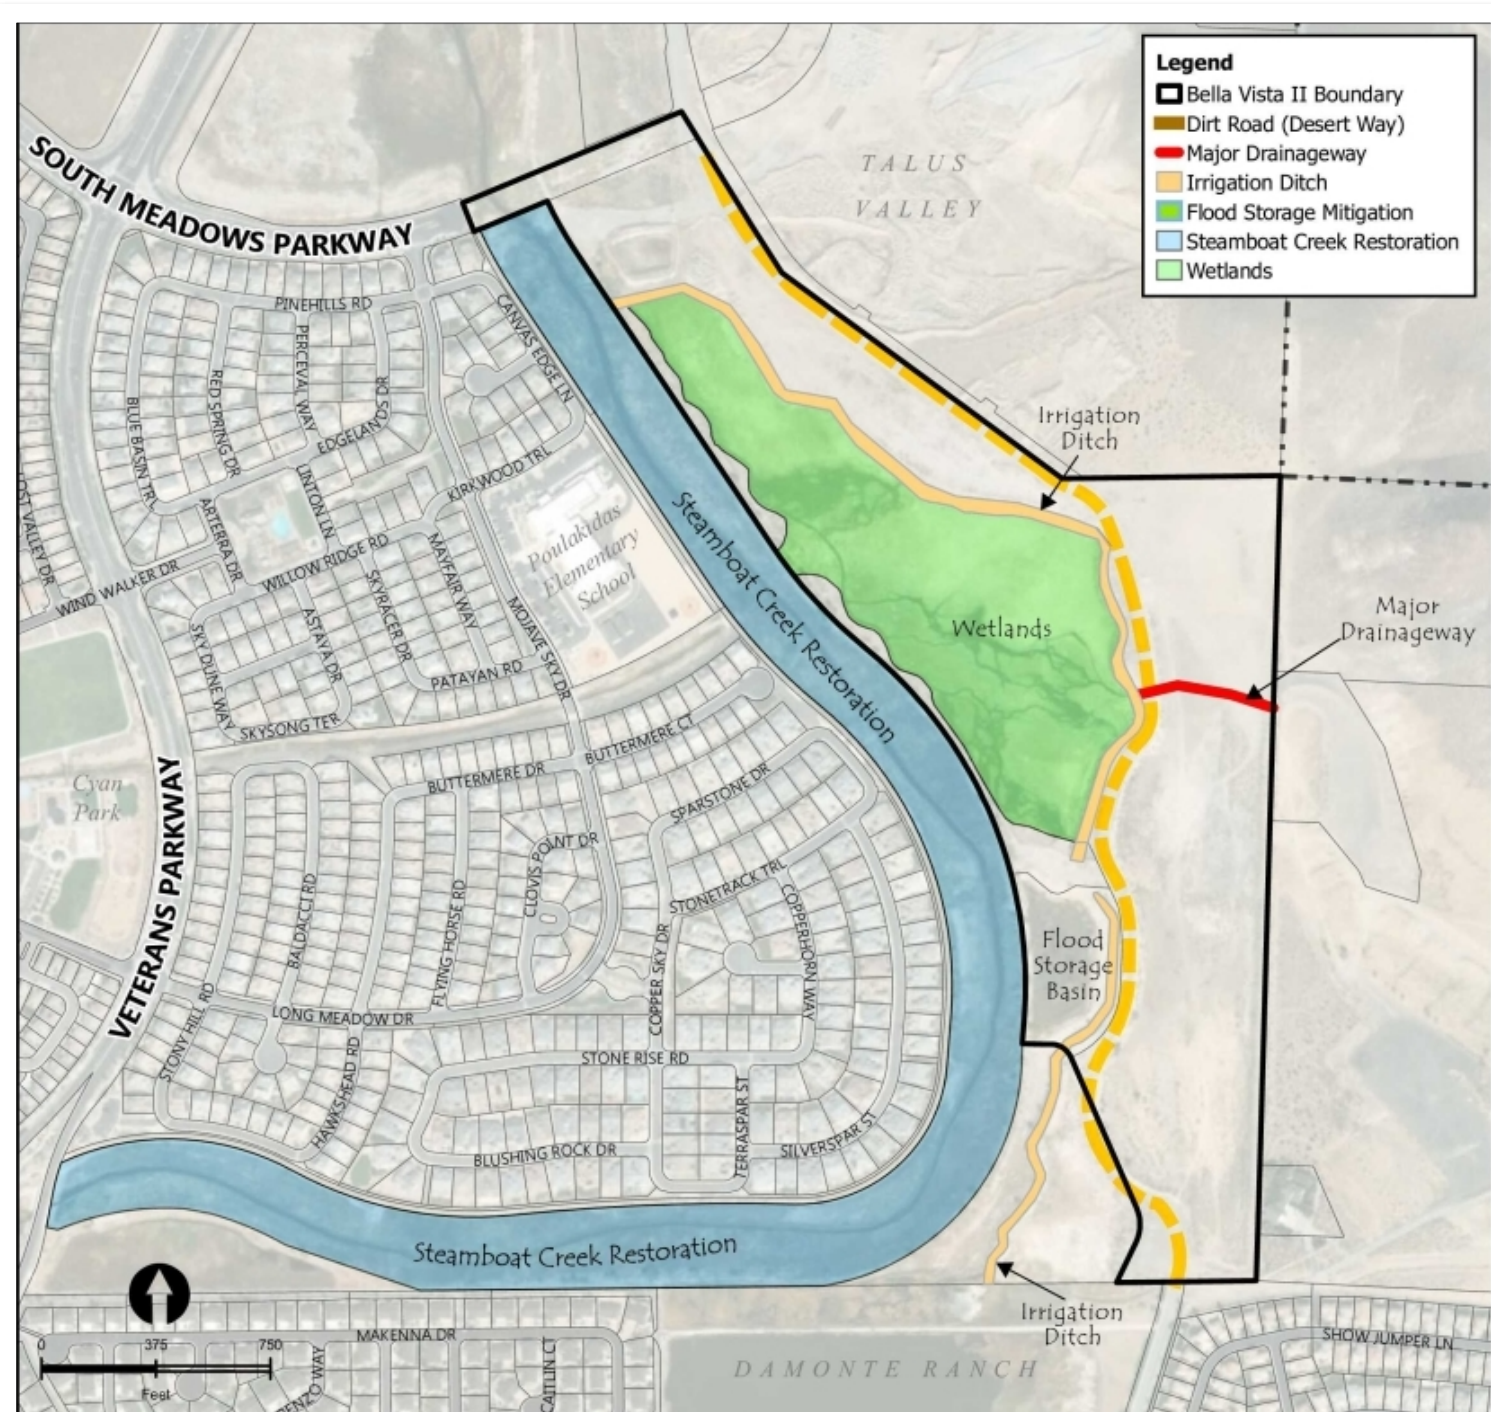 Legend
Bella Vista II Boundary
Dirt Road (Desert Way)
Major Drainageway
Irrigation Ditch
Flood Storage Mitigation
Steamboat Creek Restoration
Wetlands
TALUS
VALLEY
SOUTH MEADOWS PARKWAY
PINEHILLS RD
CANVAS EDGE LN
PERCEVAL WAY
RED SPRING DR
BLUE BASIN TRL
EDGELANDS DR
KIRKWOOD TRL
LINTON LN
ARTERRA DR
VALLEY DR
WIND WALKER DR
WILLOW RIDGE RD
MAYFAIR WAY
SKYRACER DR
ASTAYA DR
MOJAVE SKY DR
PATAYAN RD
SKYSONG TER
Poulakidas
Elementary
School
Irrigation
Ditch
Steamboat Creek Restoration
Wetlands
Major
Drainageway
Cyan
Park
VETERANS PARKWAY
BUTTERMERE DR
BUTTERMERE CT
SPARSTONE DR
CLOVIS POINT DR
STONETRACK TRL
COPPERHORN WAY
BALDACCI RD
FLYING HORSE RD
COPPER SKY DR
Flood
Storage
Basin
STONY HILL RD
LONG MEADOW DR
HAWKSHEAD RD
STONE RISE RD
TERRASPAR ST
SILVERSPAR ST
BLUSHING ROCK DR
Steamboat Creek Restoration
Irrigation
Ditch
0 375 750
Feet
MAKENNA DR
ENZO WAY
CAITLIN CT
DAMONTE RANCH
SHOW JUMPER LN